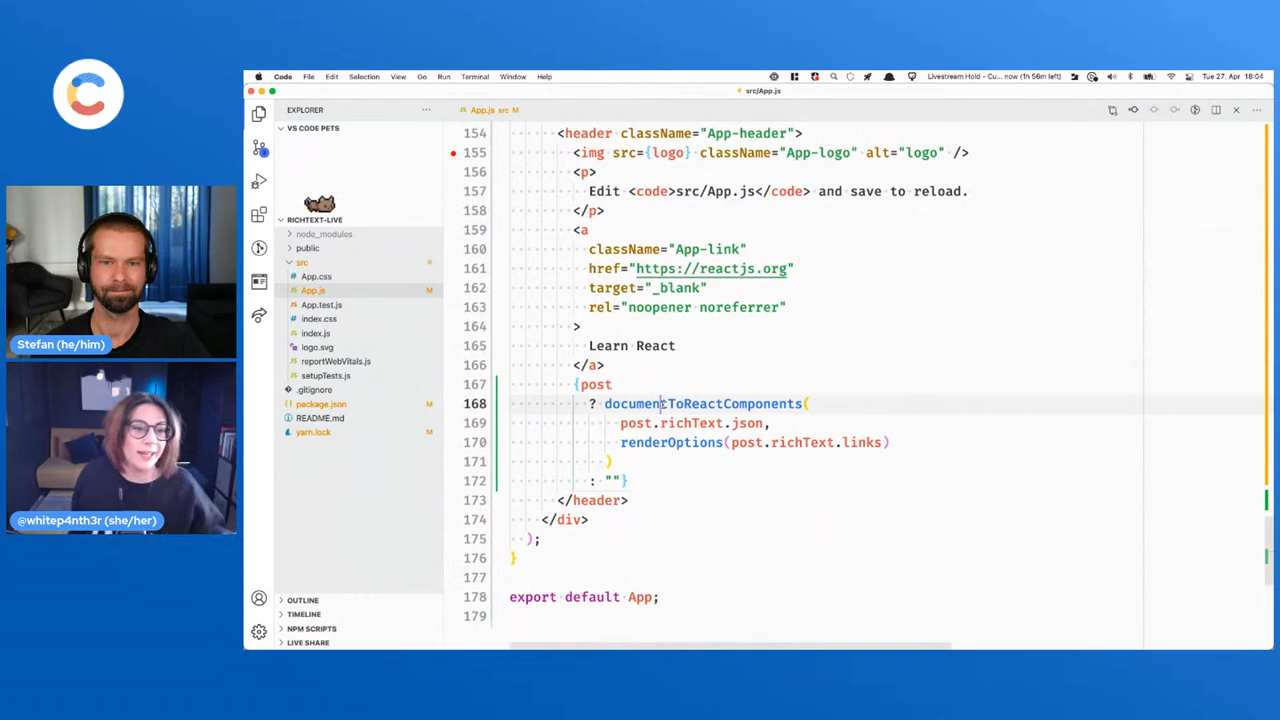 Code File Edit Selection View Go Run Terminal Window Help
Livestream Hold - Cu... now (1h 56m left)
Tue 27. Apr 18:04
src/App.js
EXPLORER
VS CODE PETS
RICHTEXT-LIVE
node_modules
public
src
App.css
App.js M
App.test.js
index.css
index.js
logo.svg
reportWebVitals.js
setupTests.js
.gitignore
package.json M
README.md
yarn.lock M
OUTLINE
TIMELINE
NPM SCRIPTS
LIVE SHARE
App.js src M
154 <header className="App-header">
155 <img src={logo} className="App-logo" alt="logo" />
156 <p>
157 Edit <code>src/App.js</code> and save to reload.
158 </p>
159 <a
160 className="App-link"
161 href="https://reactjs.org"
162 target="_blank"
163 rel="noopener noreferrer"
164 >
165 Learn React
166 </a>
167 {post
168 ? documentToReactComponents(
169 post.richText.json,
170 renderOptions(post.richText.links)
171 )
172 : ""}
173 </header>
174 </div>
175 );
176 }
177
178 export default App;
179
Stefan (he/him)
@whitep4nth3r (she/her)